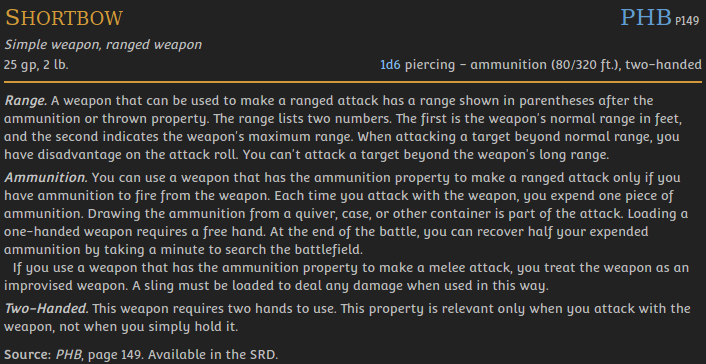 SHORTBOW PHB P149
Simple weapon, ranged weapon
25 gp, 2 lb. 1d6 piercing - ammunition (80/320 ft.), two-handed
Range. A weapon that can be used to make a ranged attack has a range shown in parentheses after the
ammunition or thrown property. The range lists two numbers. The first is the weapon's normal range in feet,
and the second indicates the weapon's maximum range. When attacking a target beyond normal range, you
have disadvantage on the attack roll. You can't attack a target beyond the weapon's long range.
Ammunition. You can use a weapon that has the ammunition property to make a ranged attack only if you
have ammunition to fire from the weapon. Each time you attack with the weapon, you expend one piece of
ammunition. Drawing the ammunition from a quiver, case, or other container is part of the attack. Loading a
one-handed weapon requires a free hand. At the end of the battle, you can recover half your expended
ammunition by taking a minute to search the battlefield.
If you use a weapon that has the ammunition property to make a melee attack, you treat the weapon as an
improvised weapon. A sling must be loaded to deal any damage when used in this way.
Two-Handed. This weapon requires two hands to use. This property is relevant only when you attack with the
weapon, not when you simply hold it.
Source: PHB, page 149. Available in the SRD.